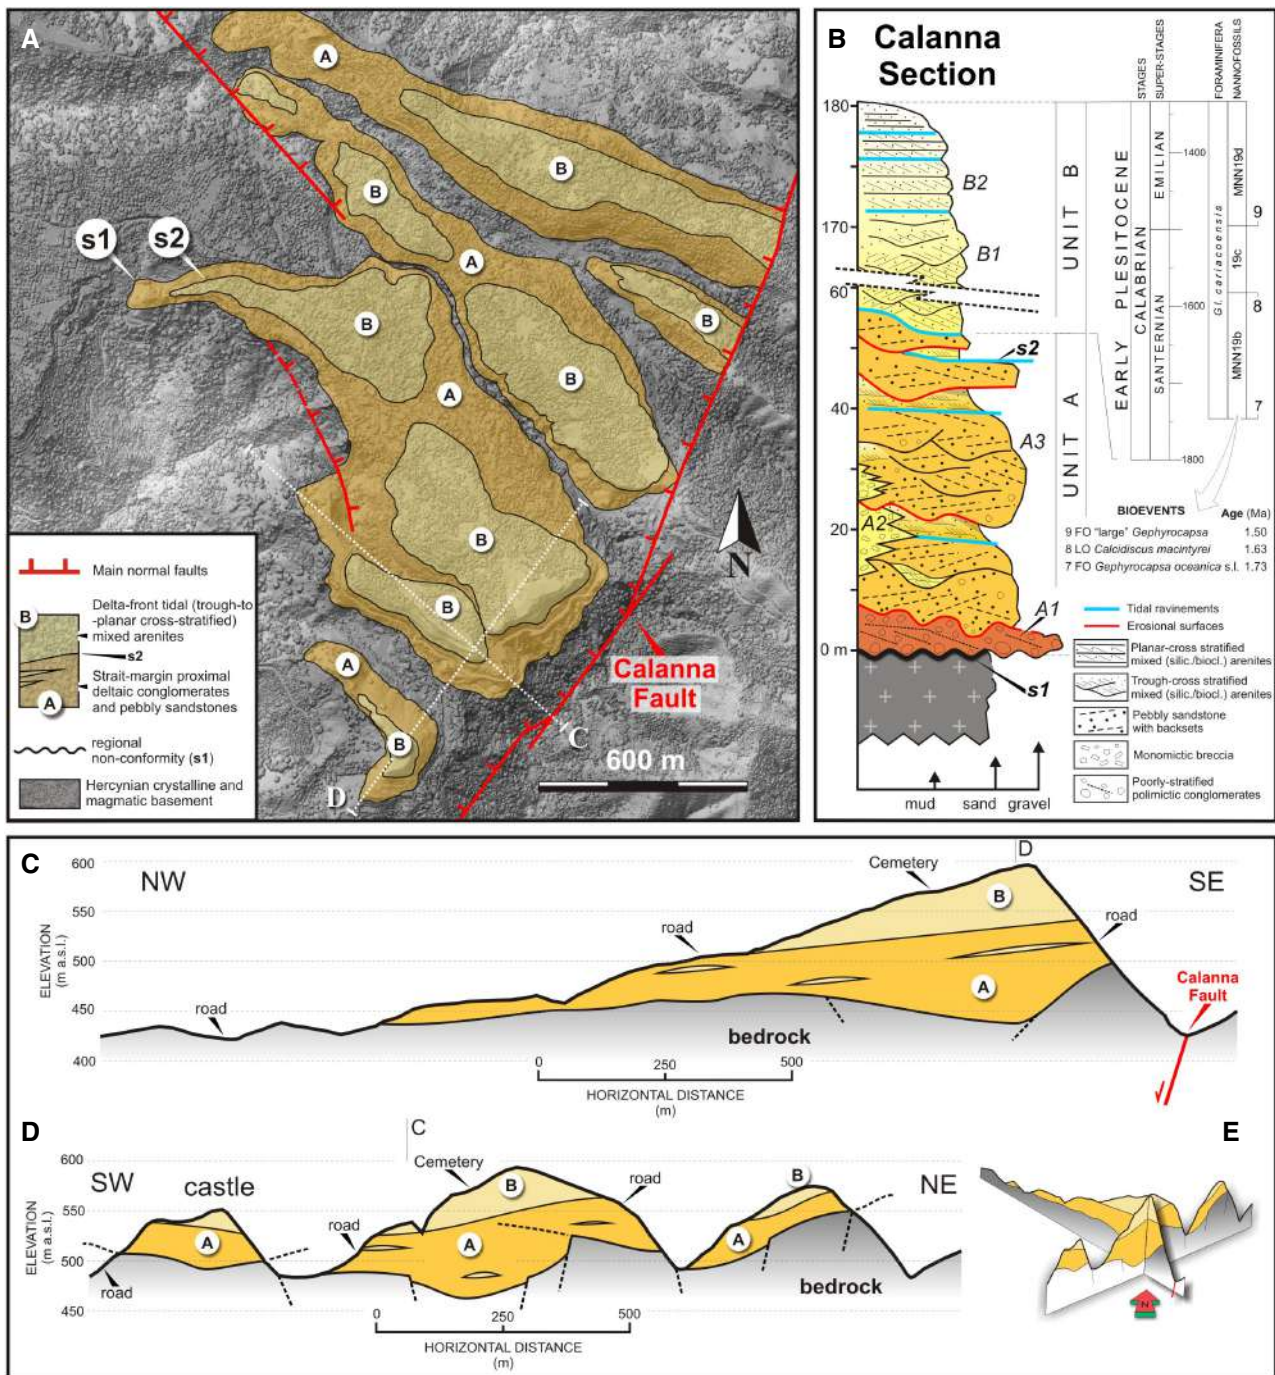 A
A
B
B
A
B
B
B
s1
s2
B
A
B
B
A
B
Calanna
Fault
N
C
D
600 m
Main normal faults
B
Delta-front tidal (trough-to
-planar cross-stratified)
mixed arenites
s2
Strait-margin proximal
deltaic conglomerates
and pebbly sandstones
A
regional
non-conformity (s1)
Hercynian crystalline and
magmatic basement
B
Calanna
Section
180
170
60
40
20
0 m
B2
B1
s2
A3
A2
A1
s1
mud
sand
gravel
UNIT B
UNIT A
EARLY PLESITOCENE
CALABRIAN
STAGES
SUPER-STAGES
EMILIAN
SANTERNIAN
1400
1600
1800
FORAMINIFERA
NANNOFOSSILS
Gl. cariacoensis
MNN19d
19c
MNN19b
9
8
7
BIOEVENTS Age (Ma)
9 FO "large" Gephyrocapsa 1.50
8 LO Calcidiscus macintyrei 1.63
7 FO Gephyrocapsa oceanica s.l. 1.73
Tidal ravinements
Erosional surfaces
Planar-cross stratified
mixed (silic./biocl.) arenites
Trough-cross stratified
mixed (silic./biocl.) arenites
Pebbly sandstone
with backsets
Monomictic breccia
Poorly-stratified
polimictic conglomerates
C
NW
SE
D
ELEVATION
(m a.s.l.)
600
550
500
450
400
Cemetery
B
road
road
A
road
bedrock
Calanna
Fault
0
250
500
HORIZONTAL DISTANCE
(m)
D
C
SW
castle
NE
ELEVATION
(m a.s.l.)
600
550
500
450
Cemetery
B
road
B
A
road
A
A
road
bedrock
0
250
500
HORIZONTAL DISTANCE
(m)
E
N